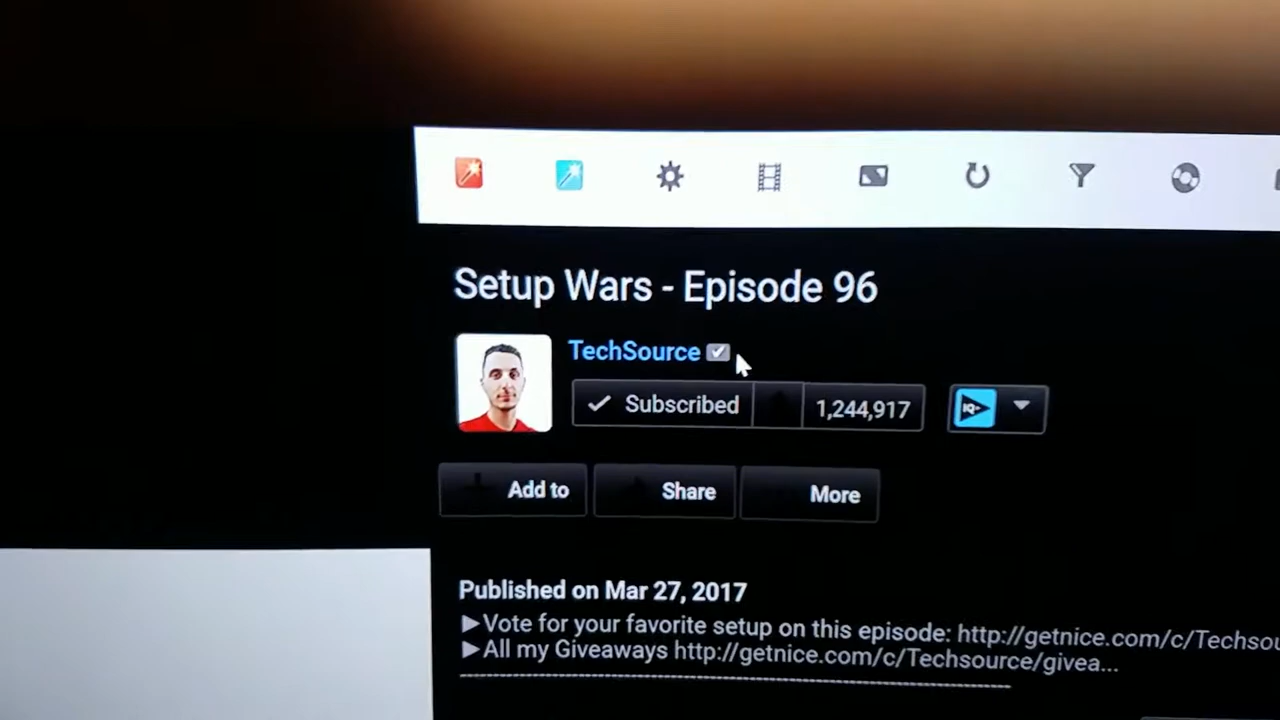 Setup Wars - Episode 96
TechSource
Subscribed 1,244,917 IQ
Add to Share More
Published on Mar 27, 2017
►Vote for your favorite setup on this episode: http://getnice.com/c/Techsou
►All my Giveaways http://getnice.com/c/Techsource/givea...